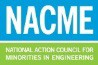 NACME
NATIONAL ACTION COUNCIL FOR
MINORITIES IN ENGINEERING